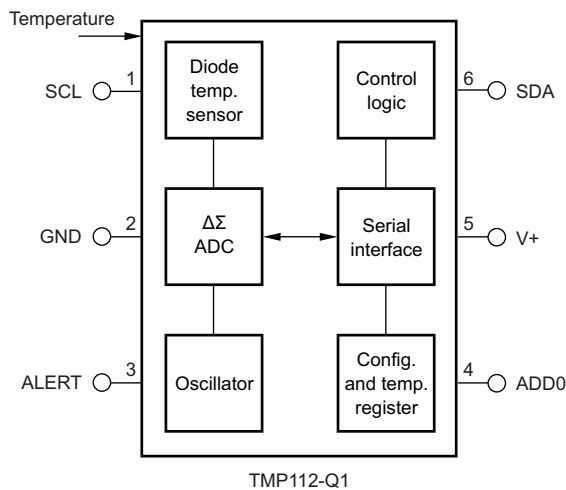 Temperature
SCL
1
Diode
temp.
sensor
Control
logic
6
SDA
GND
2
ΔΣ
ADC
Serial
interface
5
V+
ALERT
3
Oscillator
Config.
and temp.
register
4
ADD0
TMP112-Q1